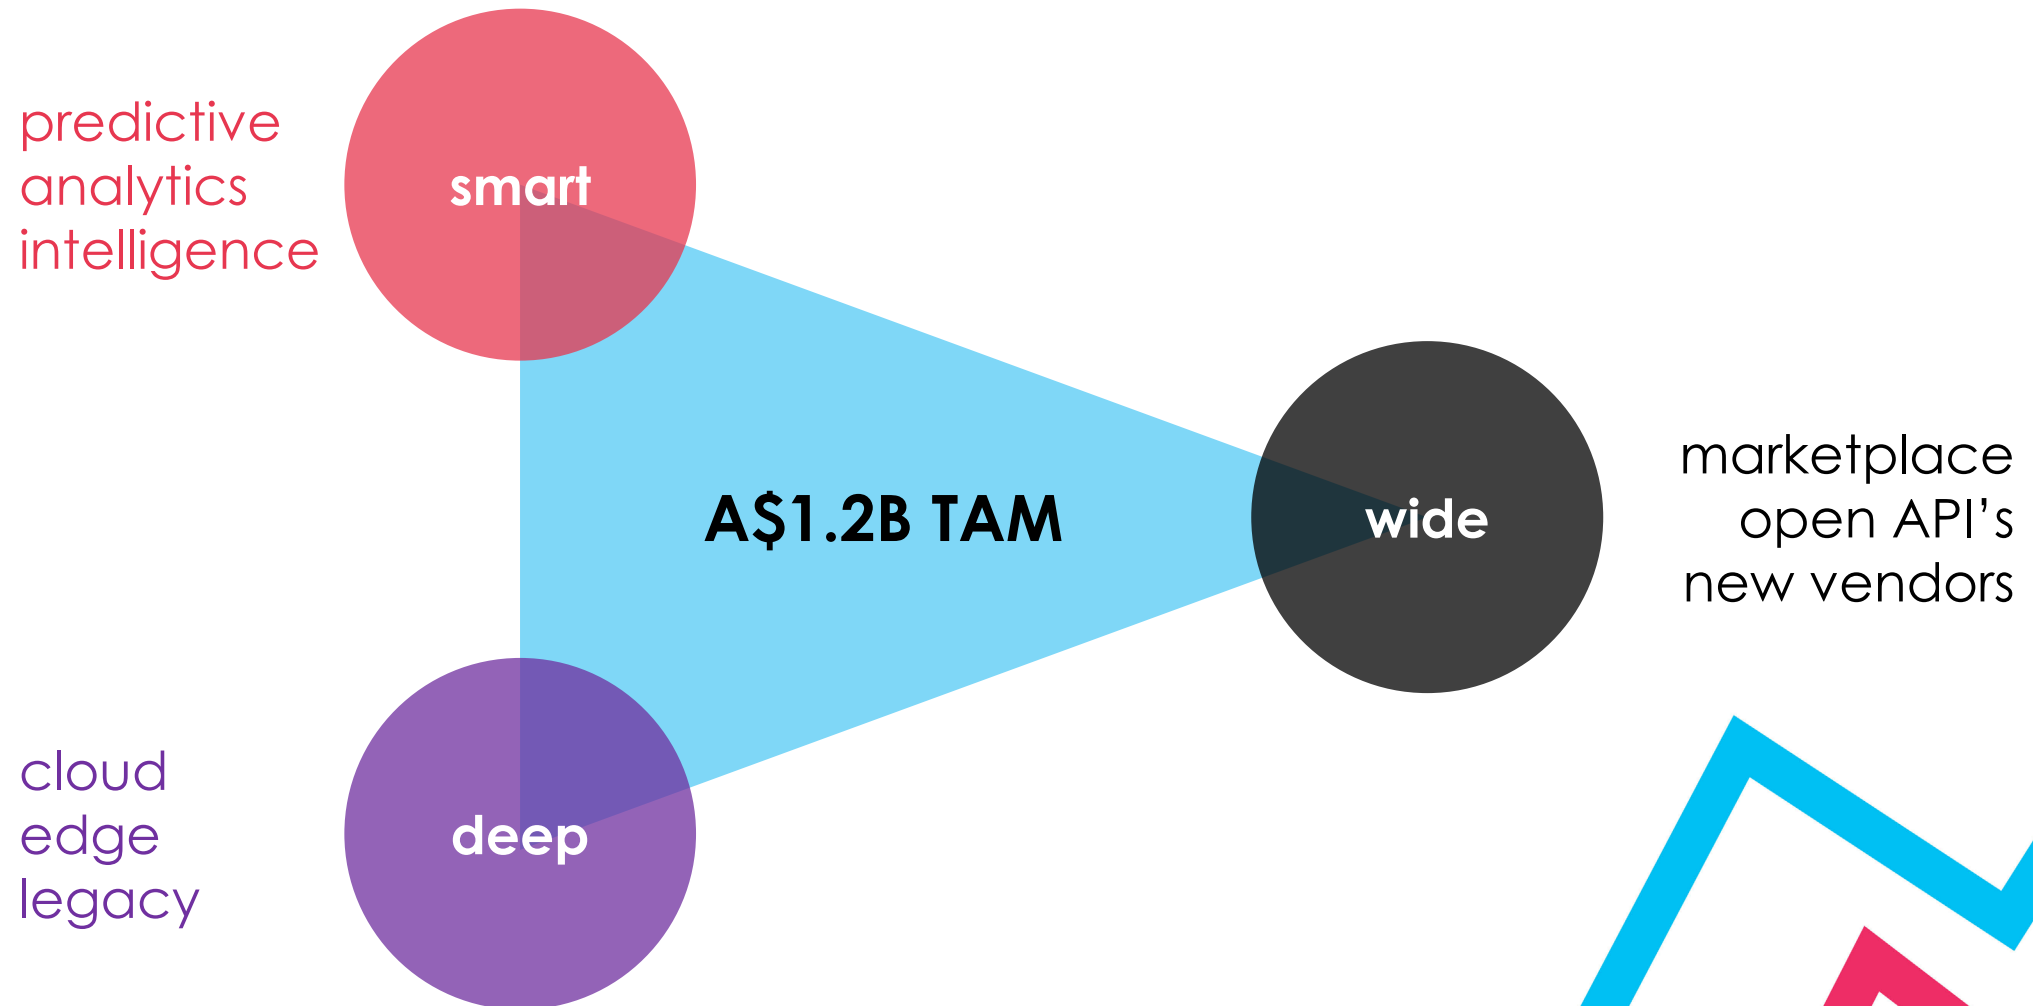 predictive
analytics
intelligence
smart
A$1.2B TAM
wide
marketplace
open API’s
new vendors
cloud
edge
legacy
deep